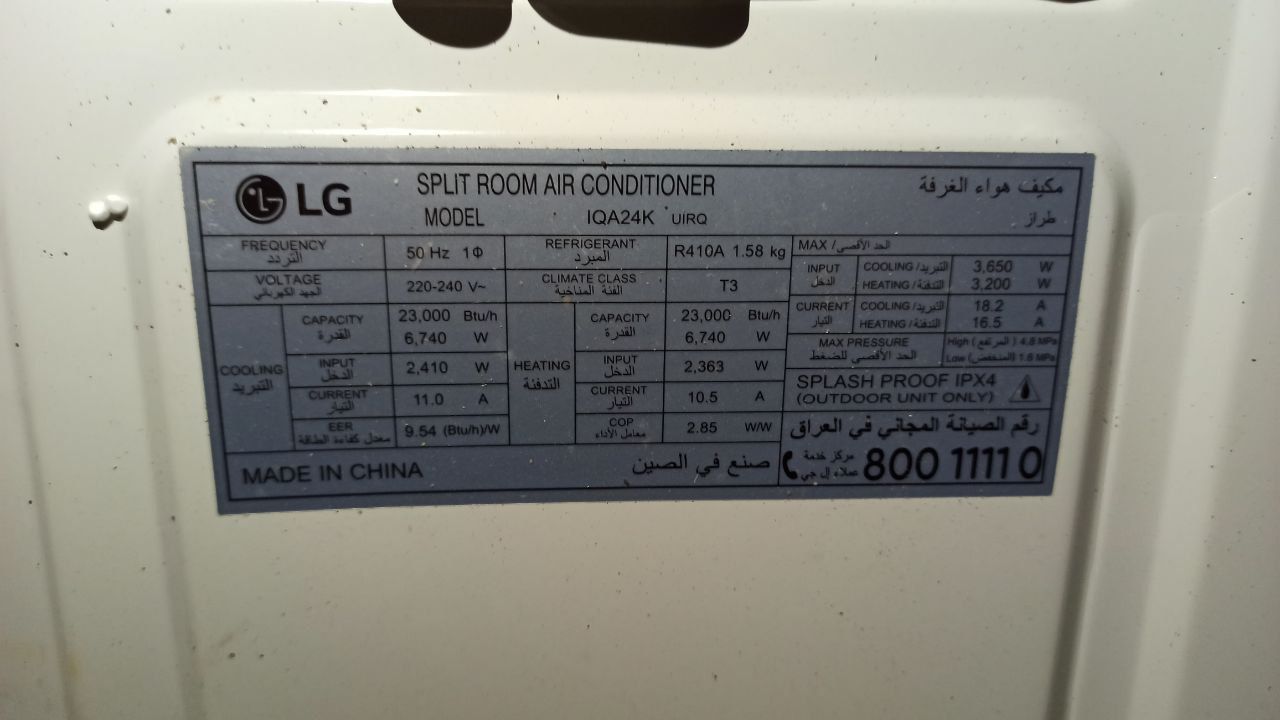 LG SPLIT ROOM AIR CONDITIONER مكيف هواء الغرفة
MODEL IQA24K UIRQ طراز
FREQUENCY التردد 50 Hz 1Φ
REFRIGERANT المبرد R410A 1.58 kg
VOLTAGE الجهد الكهربائي 220-240 V~
CLIMATE CLASS الفئة المناخية T3
COOLING التبريد
CAPACITY القدرة 23,000 Btu/h
6,740 W
INPUT الدخل 2,410 W
CURRENT التيار 11.0 A
EER معدل كفاءة الطاقة 9.54 (Btu/h)/W
HEATING التدفئة
CAPACITY القدرة 23,000 Btu/h
6,740 W
INPUT الدخل 2,363 W
CURRENT التيار 10.5 A
COP معامل الأداء 2.85 W/W
MAX / الحد الأقصى
INPUT الدخل
COOLING / التبريد 3,650 W
HEATING / التدفئة 3,200 W
CURRENT التيار
COOLING / التبريد 18.2 A
HEATING / التدفئة 16.5 A
MAX PRESSURE الحد الأقصى للضغط
High (المرتفع) 4.8 MPa
Low (المنخفض) 1.8 MPa
SPLASH PROOF IPX4
(OUTDOOR UNIT ONLY)
رقم الصيانة المجاني في العراق
مركز خدمة
عملاء إل جي
800 11110
MADE IN CHINA صنع في الصين